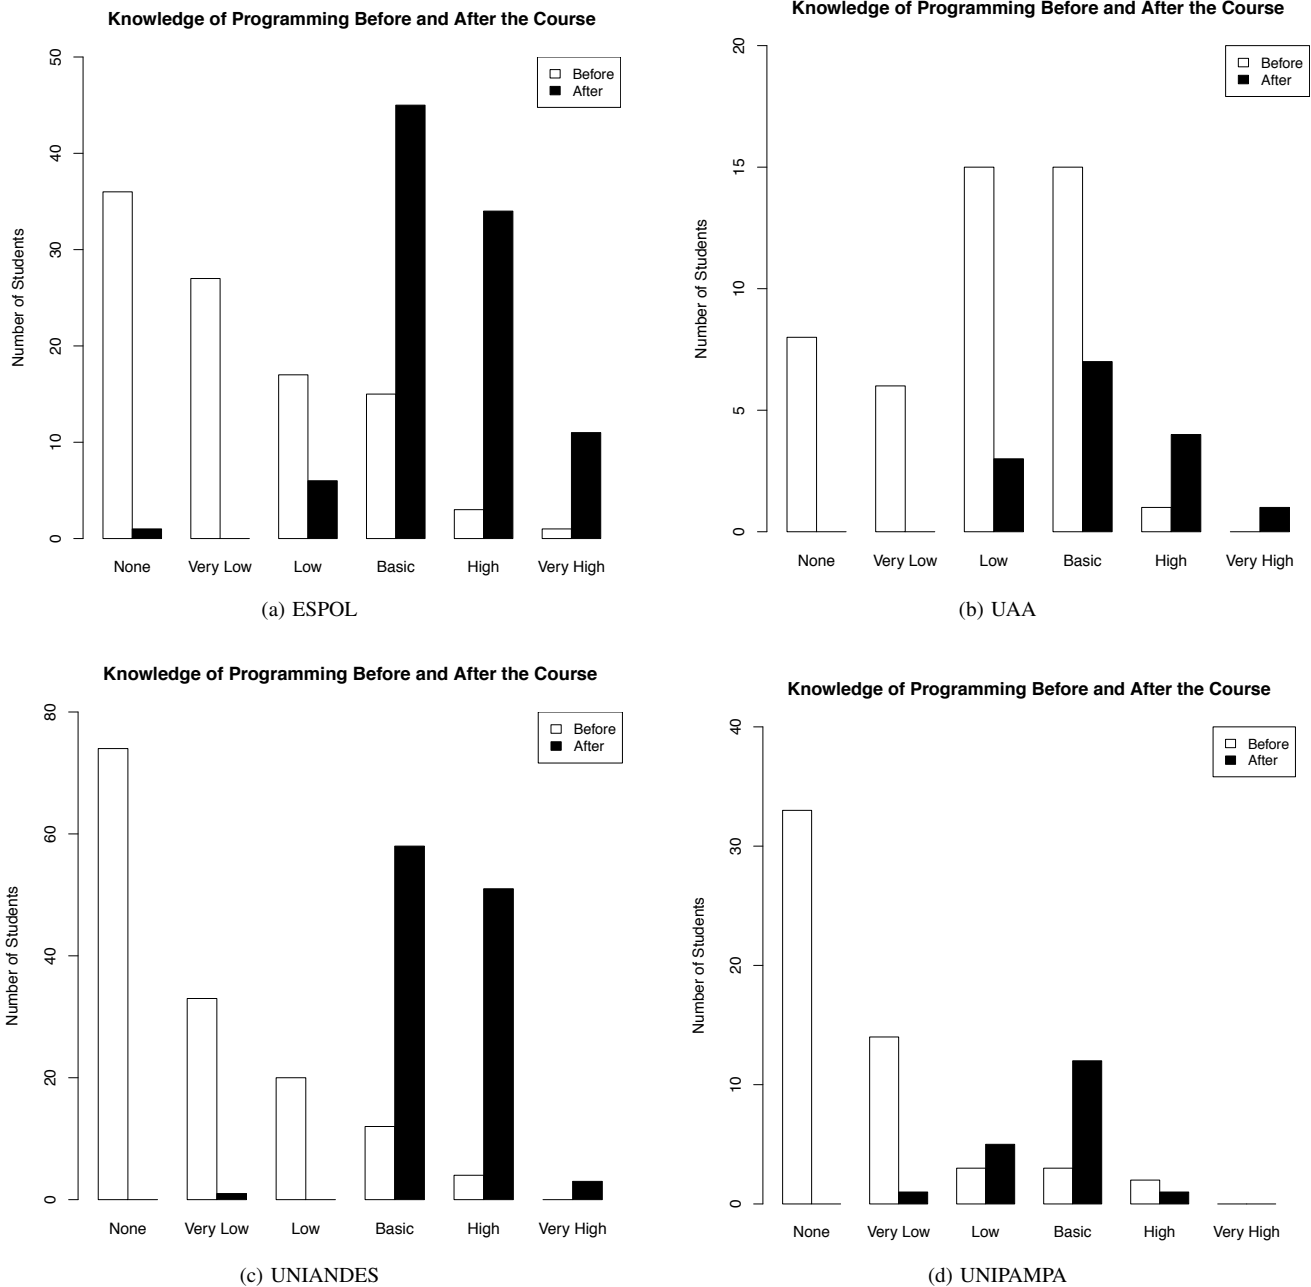 Knowledge of Programming Before and After the Course
50
40
30
20
10
0
Number of Students
Before
After
None Very Low Low Basic High Very High
(a) ESPOL
Knowledge of Programming Before and After the Course
20
15
10
5
0
Number of Students
Before
After
None Very Low Low Basic High Very High
(b) UAA
Knowledge of Programming Before and After the Course
80
60
40
20
0
Number of Students
Before
After
None Very Low Low Basic High Very High
(c) UNIANDES
Knowledge of Programming Before and After the Course
40
30
20
10
0
Number of Students
Before
After
None Very Low Low Basic High Very High
(d) UNIPAMPA